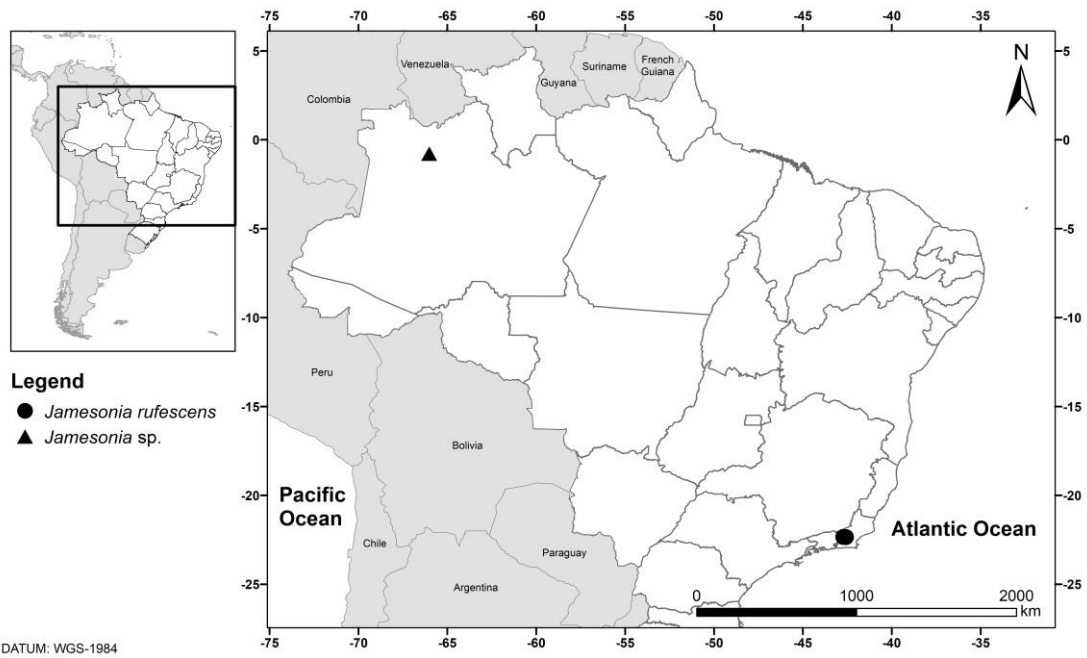 -75 -70 -65 -60 -55 -50 -45 -40 -35
5 5
N
Venezuela
Guyana
Suriname
French
Guiana
Colombia
0 0
-5 -5
-10 -10
Legend
Jamesonia rufescens
Jamesonia sp.
Peru
-15 -15
Bolivia
Pacific
Ocean
-20 -20
Atlantic Ocean
Chile
Paraguay
-25 -25
Argentina
0 1000 2000
km
-75 -70 -65 -60 -55 -50 -45 -40 -35
DATUM: WGS-1984